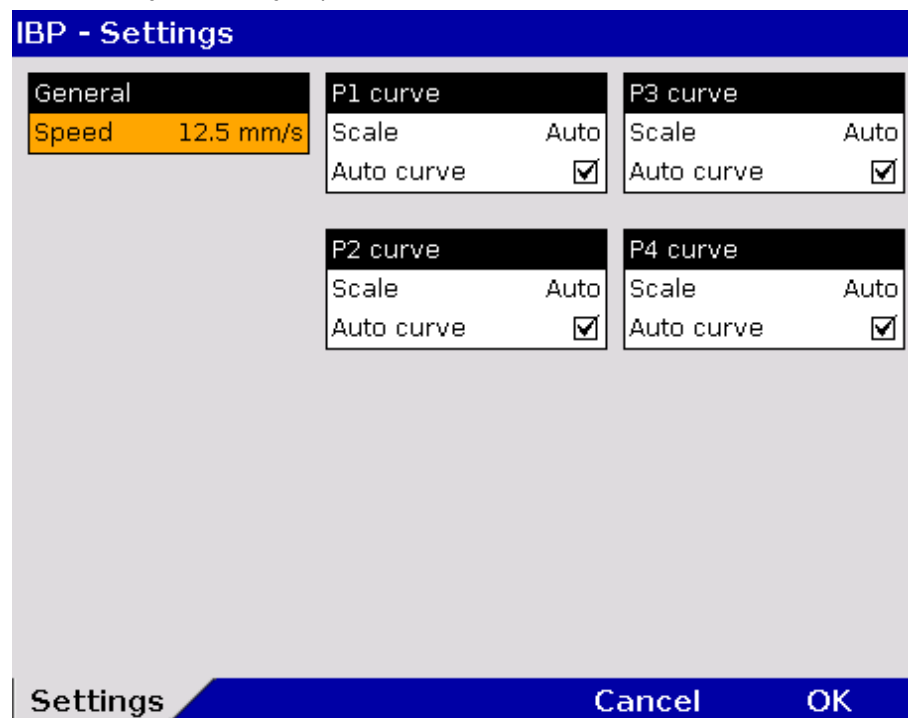 IBP - Settings
General
Speed 12.5 mm/s
P1 curve
Scale Auto
Auto curve
P2 curve
Scale Auto
Auto curve
P3 curve
Scale Auto
Auto curve
P4 curve
Scale Auto
Auto curve
Settings Cancel OK